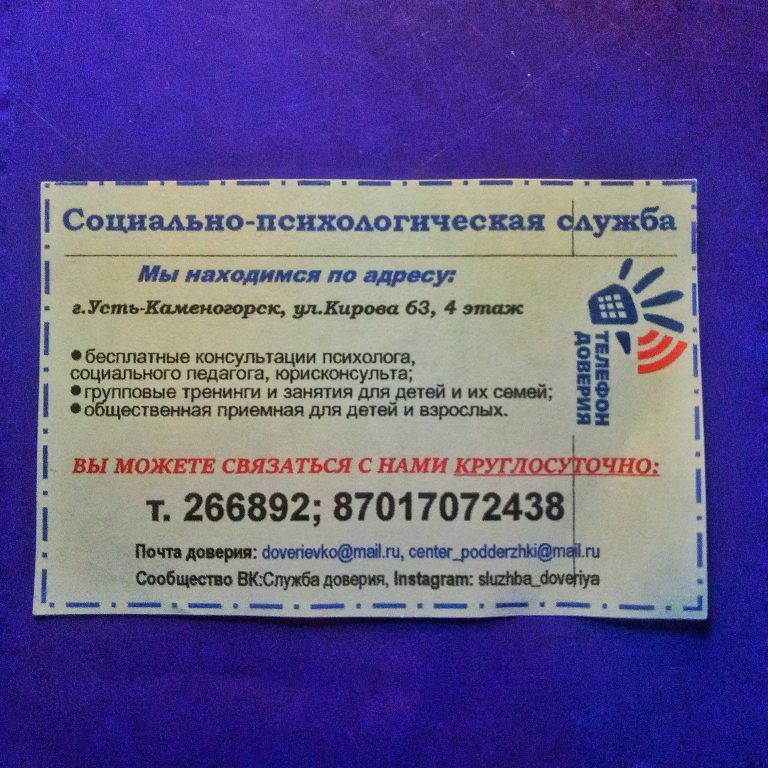 Социально-психологическая служба
Мы находимся по адресу:
г.Усть-Каменогорск, ул.Кирова 63, 4 этаж
●бесплатные консультации психолога,
социального педагога, юрисконсульта;
●групповые тренинги и занятия для детей и их семей;
●общественная приемная для детей и взрослых.
ТЕЛЕФОН
ДОВЕРИЯ
ВЫ МОЖЕТЕ СВЯЗАТЬСЯ С НАМИ КРУГЛОСУТОЧНО:
т. 266892; 87017072438
Почта доверия: doverievko@mail.ru, center_podderzhki@mail.ru
Сообщество ВК:Служба доверия, Instagram: sluzhba_doveriya